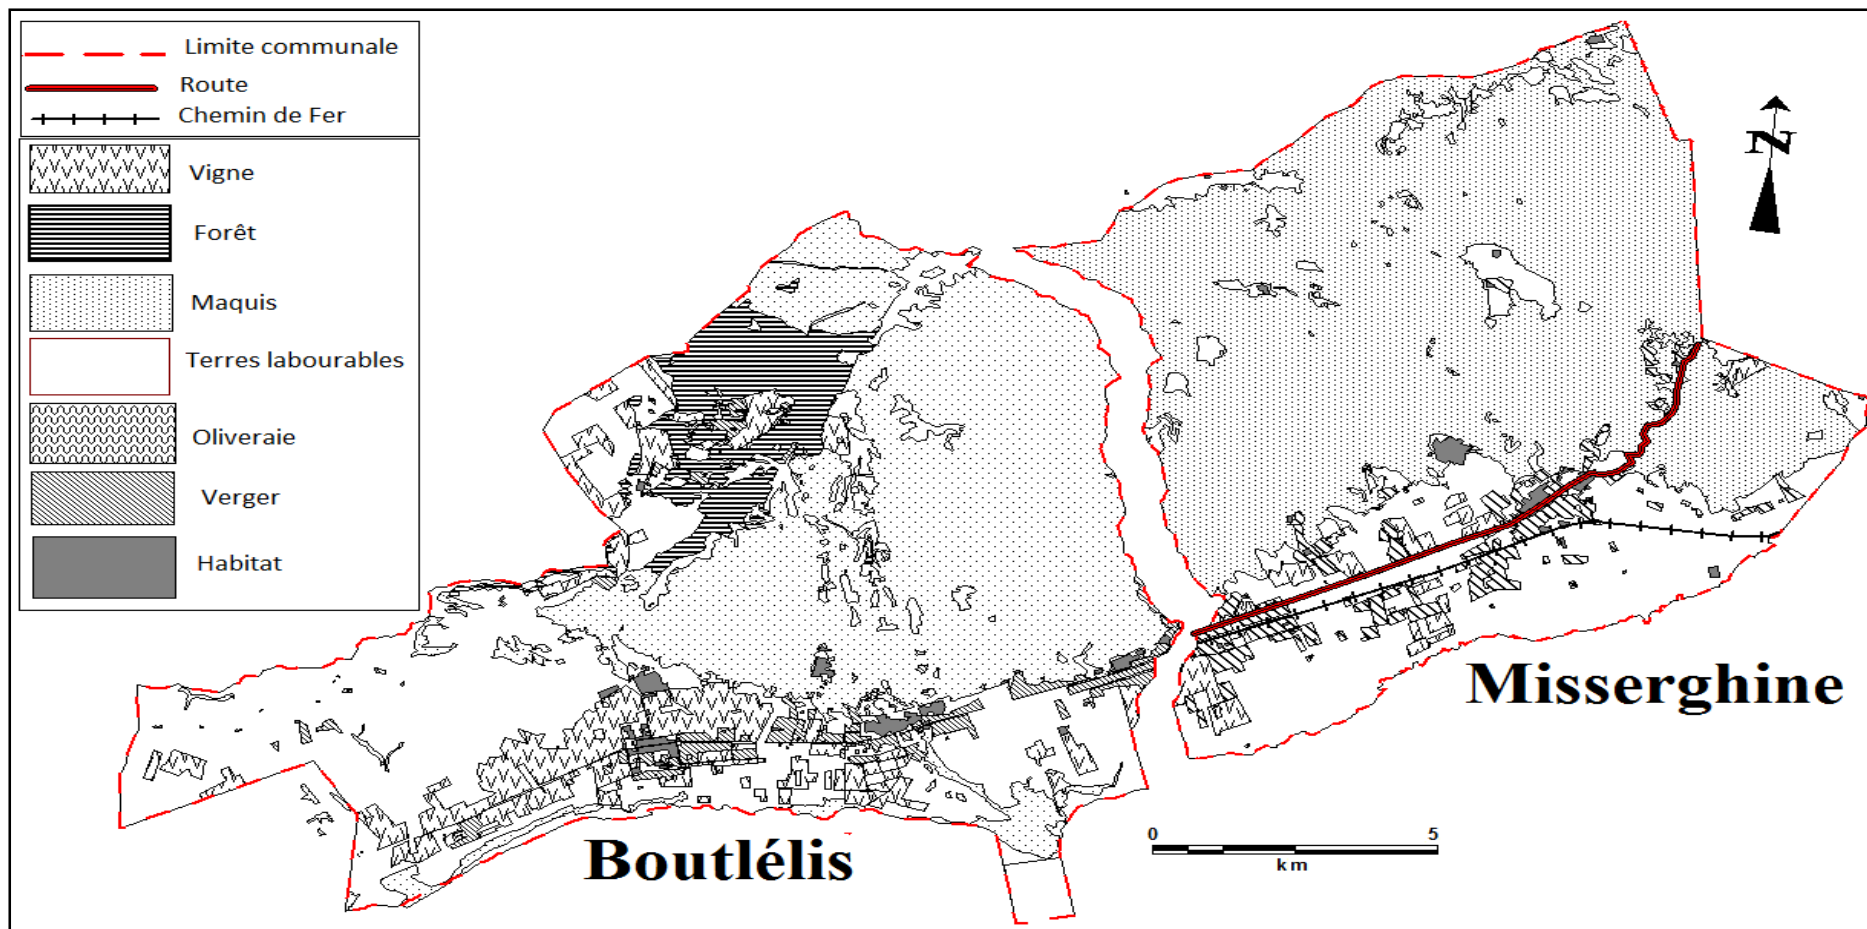 Limite communale
Route
Chemin de Fer
Vigne
Forêt
Maquis
Terres labourables
Oliveraie
Verger
Habitat
N
Misserghine
Boutlélis
0 5
km